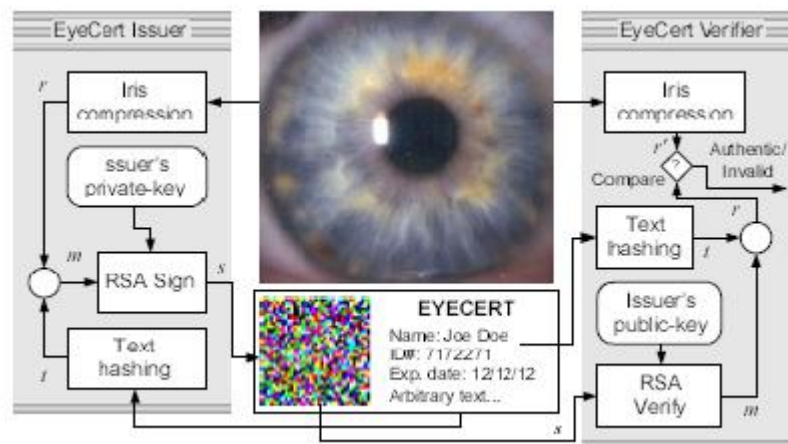 EyeCert Issuer
r
Iris
compression
ssuer's
private-key
m
RSA Sign
s
t
Text
hashing
EYECERT
Name: Joe Doe
ID#: 7172271
Exp. date: 12/12/12
Arbitrary text...
s
EyeCert Verifier
Iris
compression
r'
?
Authentic/
Invalid
Compare
r
Text
hashing
t
Issuer's
public-key
RSA
Verify
m